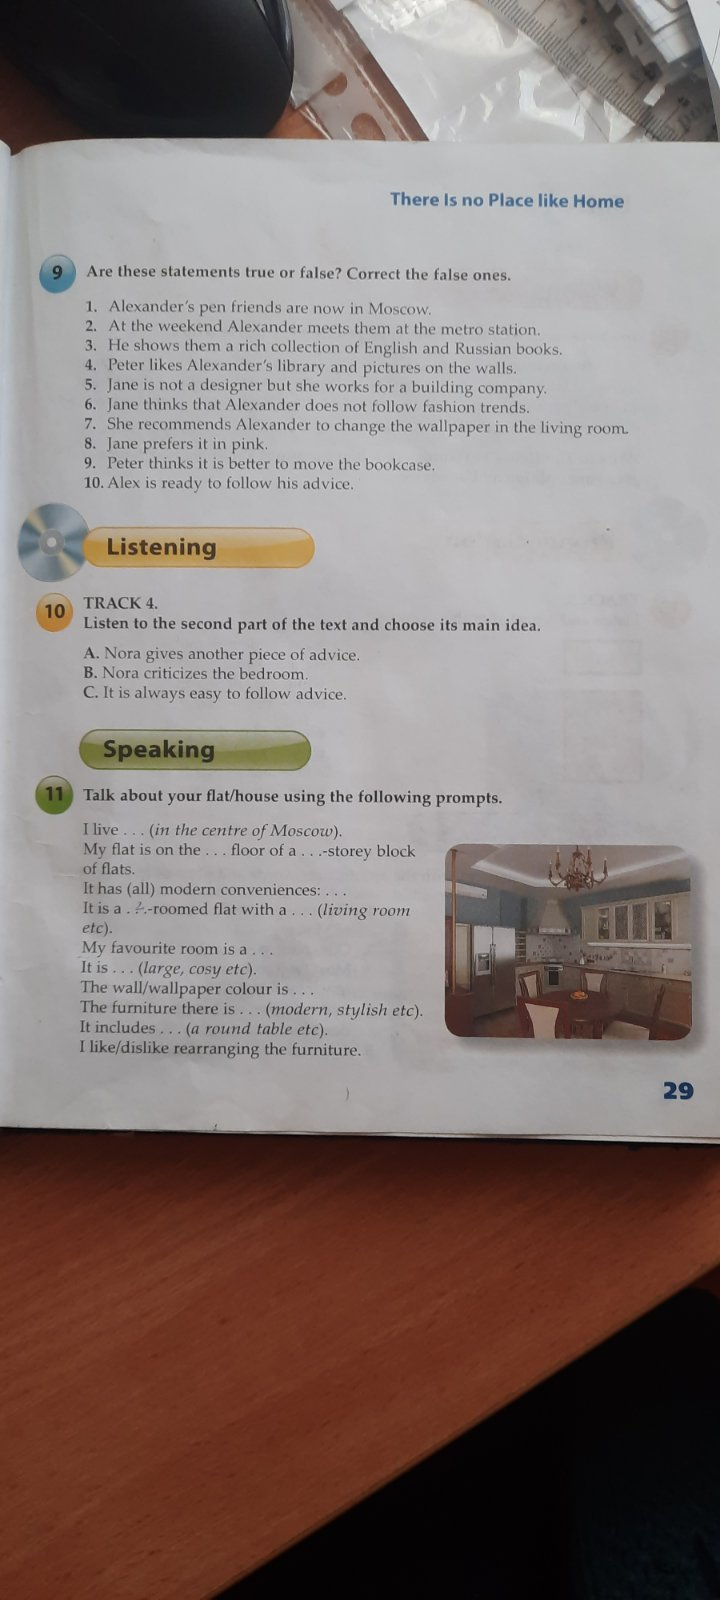 There Is no Place like Home
9 Are these statements true or false? Correct the false ones.
1. Alexander's pen friends are now in Moscow.
2. At the weekend Alexander meets them at the metro station.
3. He shows them a rich collection of English and Russian books.
4. Peter likes Alexander's library and pictures on the walls.
5. Jane is not a designer but she works for a building company.
6. Jane thinks that Alexander does not follow fashion trends.
7. She recommends Alexander to change the wallpaper in the living room.
8. Jane prefers it in pink.
9. Peter thinks it is better to move the bookcase.
10. Alex is ready to follow his advice.
Listening
10 TRACK 4.
Listen to the second part of the text and choose its main idea.
A. Nora gives another piece of advice.
B. Nora criticizes the bedroom.
C. It is always easy to follow advice.
Speaking
11 Talk about your flat/house using the following prompts.
I live . . . (in the centre of Moscow).
My flat is on the . . . floor of a . . .-storey block
of flats.
It has (all) modern conveniences: . . .
It is a . . .-roomed flat with a . . . (living room
etc).
My favourite room is a . . .
It is . . . (large, cosy etc).
The wall/wallpaper colour is . . .
The furniture there is . . . (modern, stylish etc).
It includes . . . (a round table etc).
I like/dislike rearranging the furniture.
29